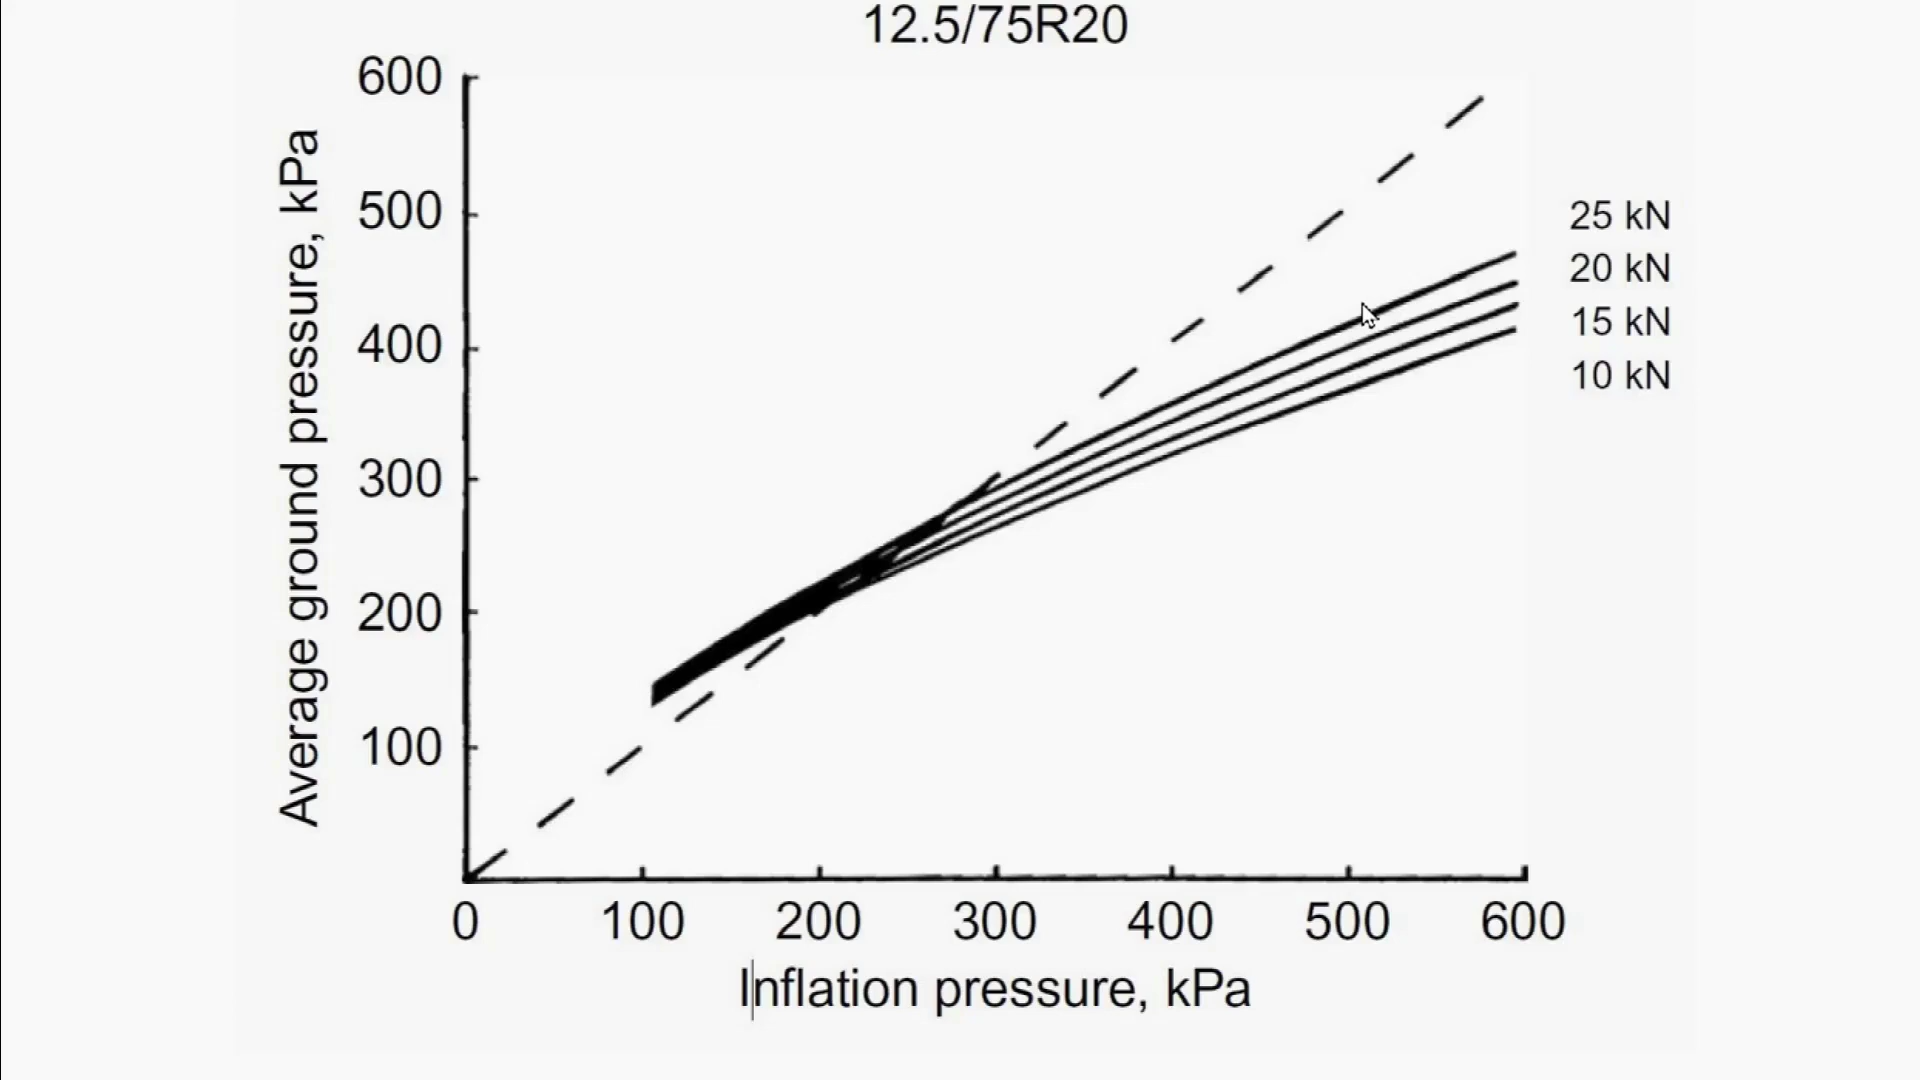 12.5/75R20
600
500
400
300
200
100
Average ground pressure, kPa
25 kN
20 kN
15 kN
10 kN
0 100 200 300 400 500 600
Inflation pressure, kPa